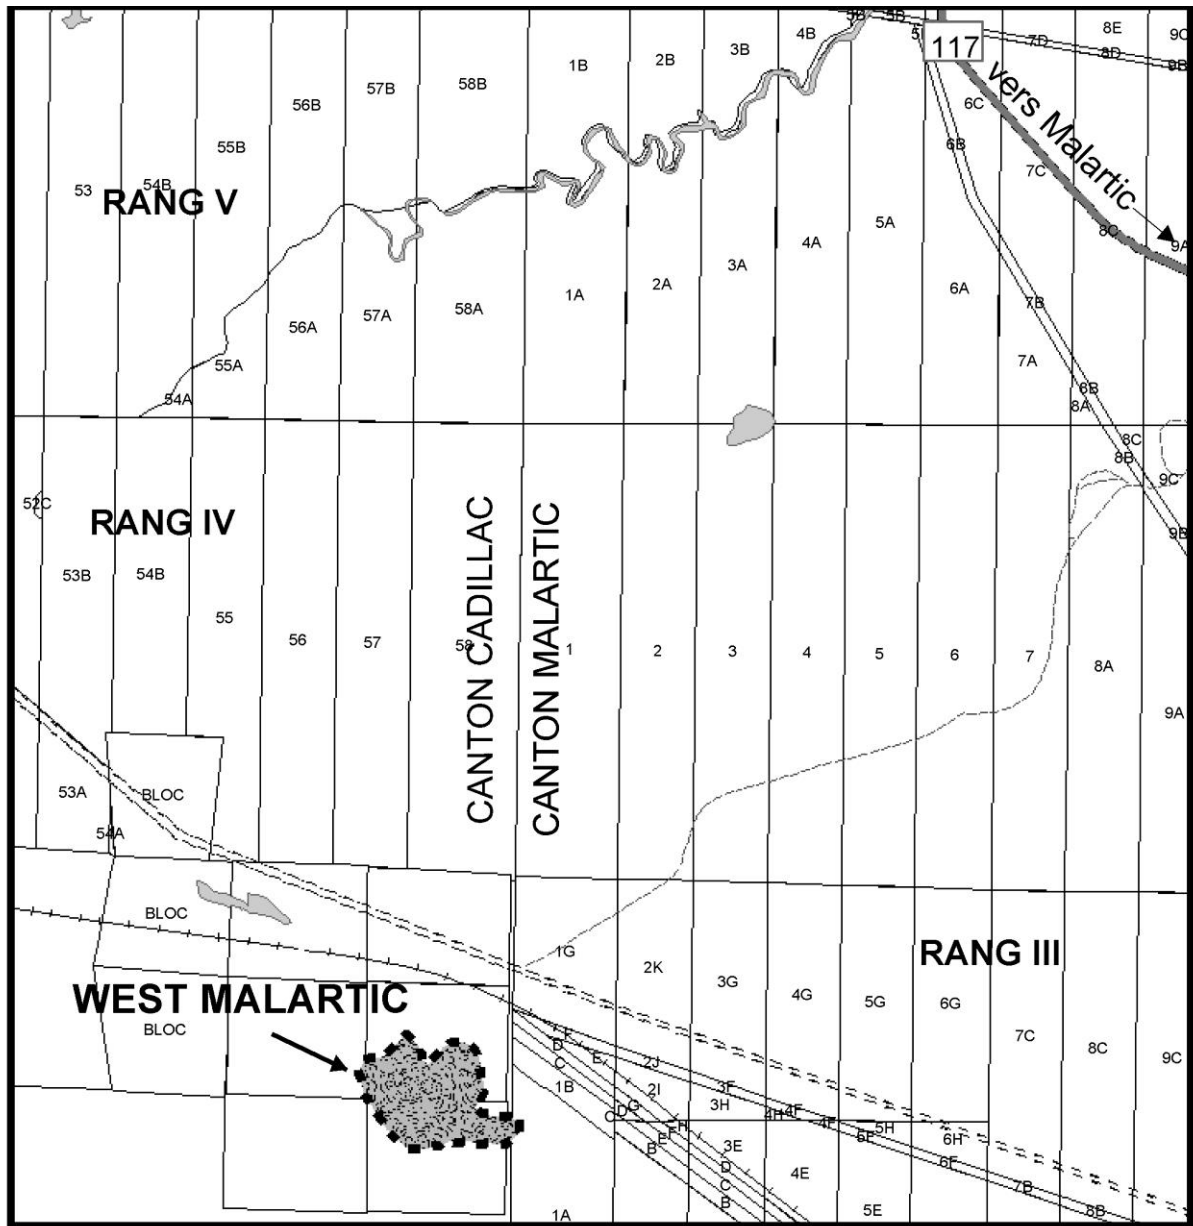 5B 5B 5
8E
9C
4B
117
7D
8D
9B
3B
2B
1B
58B
57B
56B
6C
vers Malartic
55B
6B
7C
53
54B
RANG V
5A
8C
9A
4A
3A
2A
1A
6A
7B
58A
57A
56A
7A
55A
54A
8B
8A
8C
8B
9C
52C
RANG IV
9B
53B
54B
55
56
57
58
CANTON CADILLAC
CANTON MALARTIC
1
2
3
4
5
6
7
8A
9A
53A
BLOC
54A
BLOC
1G
RANG III
2K
3G
4G
5G
6G
WEST MALARTIC
BLOC
7C
8C
9C
F
D
E
C
2J
1B
2I
3F
3H
G
D
C
4H
4F
4F
5H
5F
H
F
E
B
3E
6H
6F
D
4E
C
7B
B
1A
5E
8B